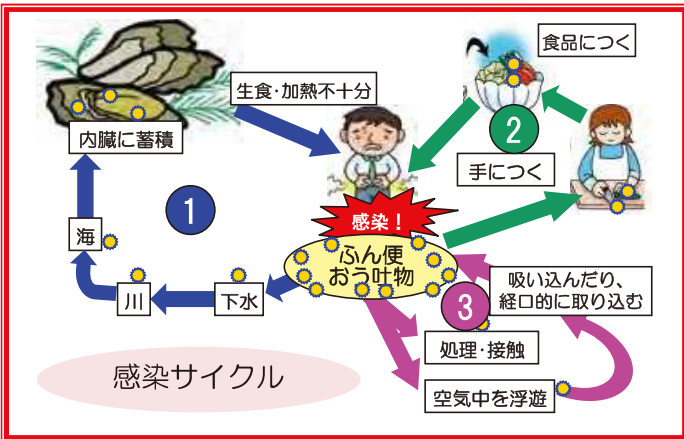 食品につく
生食・加熱不十分
内臓に蓄積
2
手につく
1
感染！
海
ふん便
おう吐物
吸い込んだり、
経口的に取り込む
川
下水
3
処理・接触
感染サイクル
空気中を浮遊